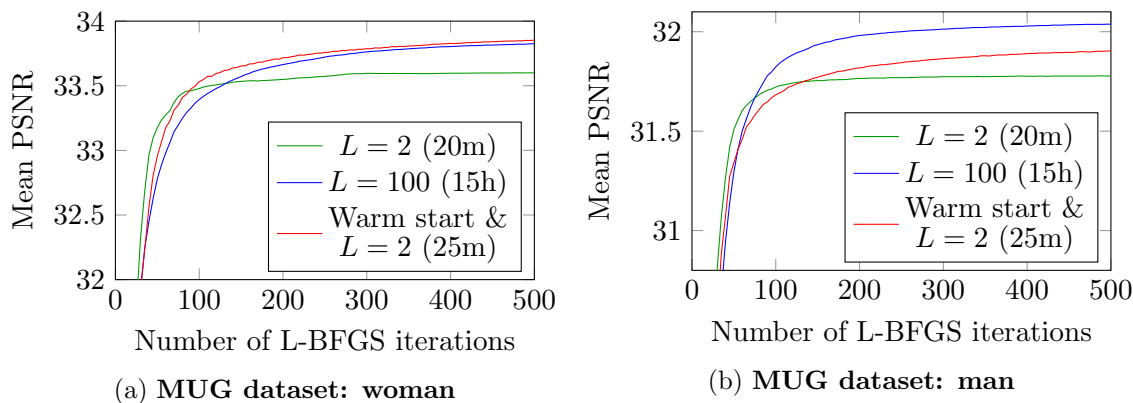 34
33.5
33
32.5
32
Mean PSNR
L = 2 (20m)
L = 100 (15h)
Warm start &
L = 2 (25m)
0 100 200 300 400 500
Number of L-BFGS iterations
(a) MUG dataset: woman
32
31.5
31
Mean PSNR
L = 2 (20m)
L = 100 (15h)
Warm start &
L = 2 (25m)
0 100 200 300 400 500
Number of L-BFGS iterations
(b) MUG dataset: man